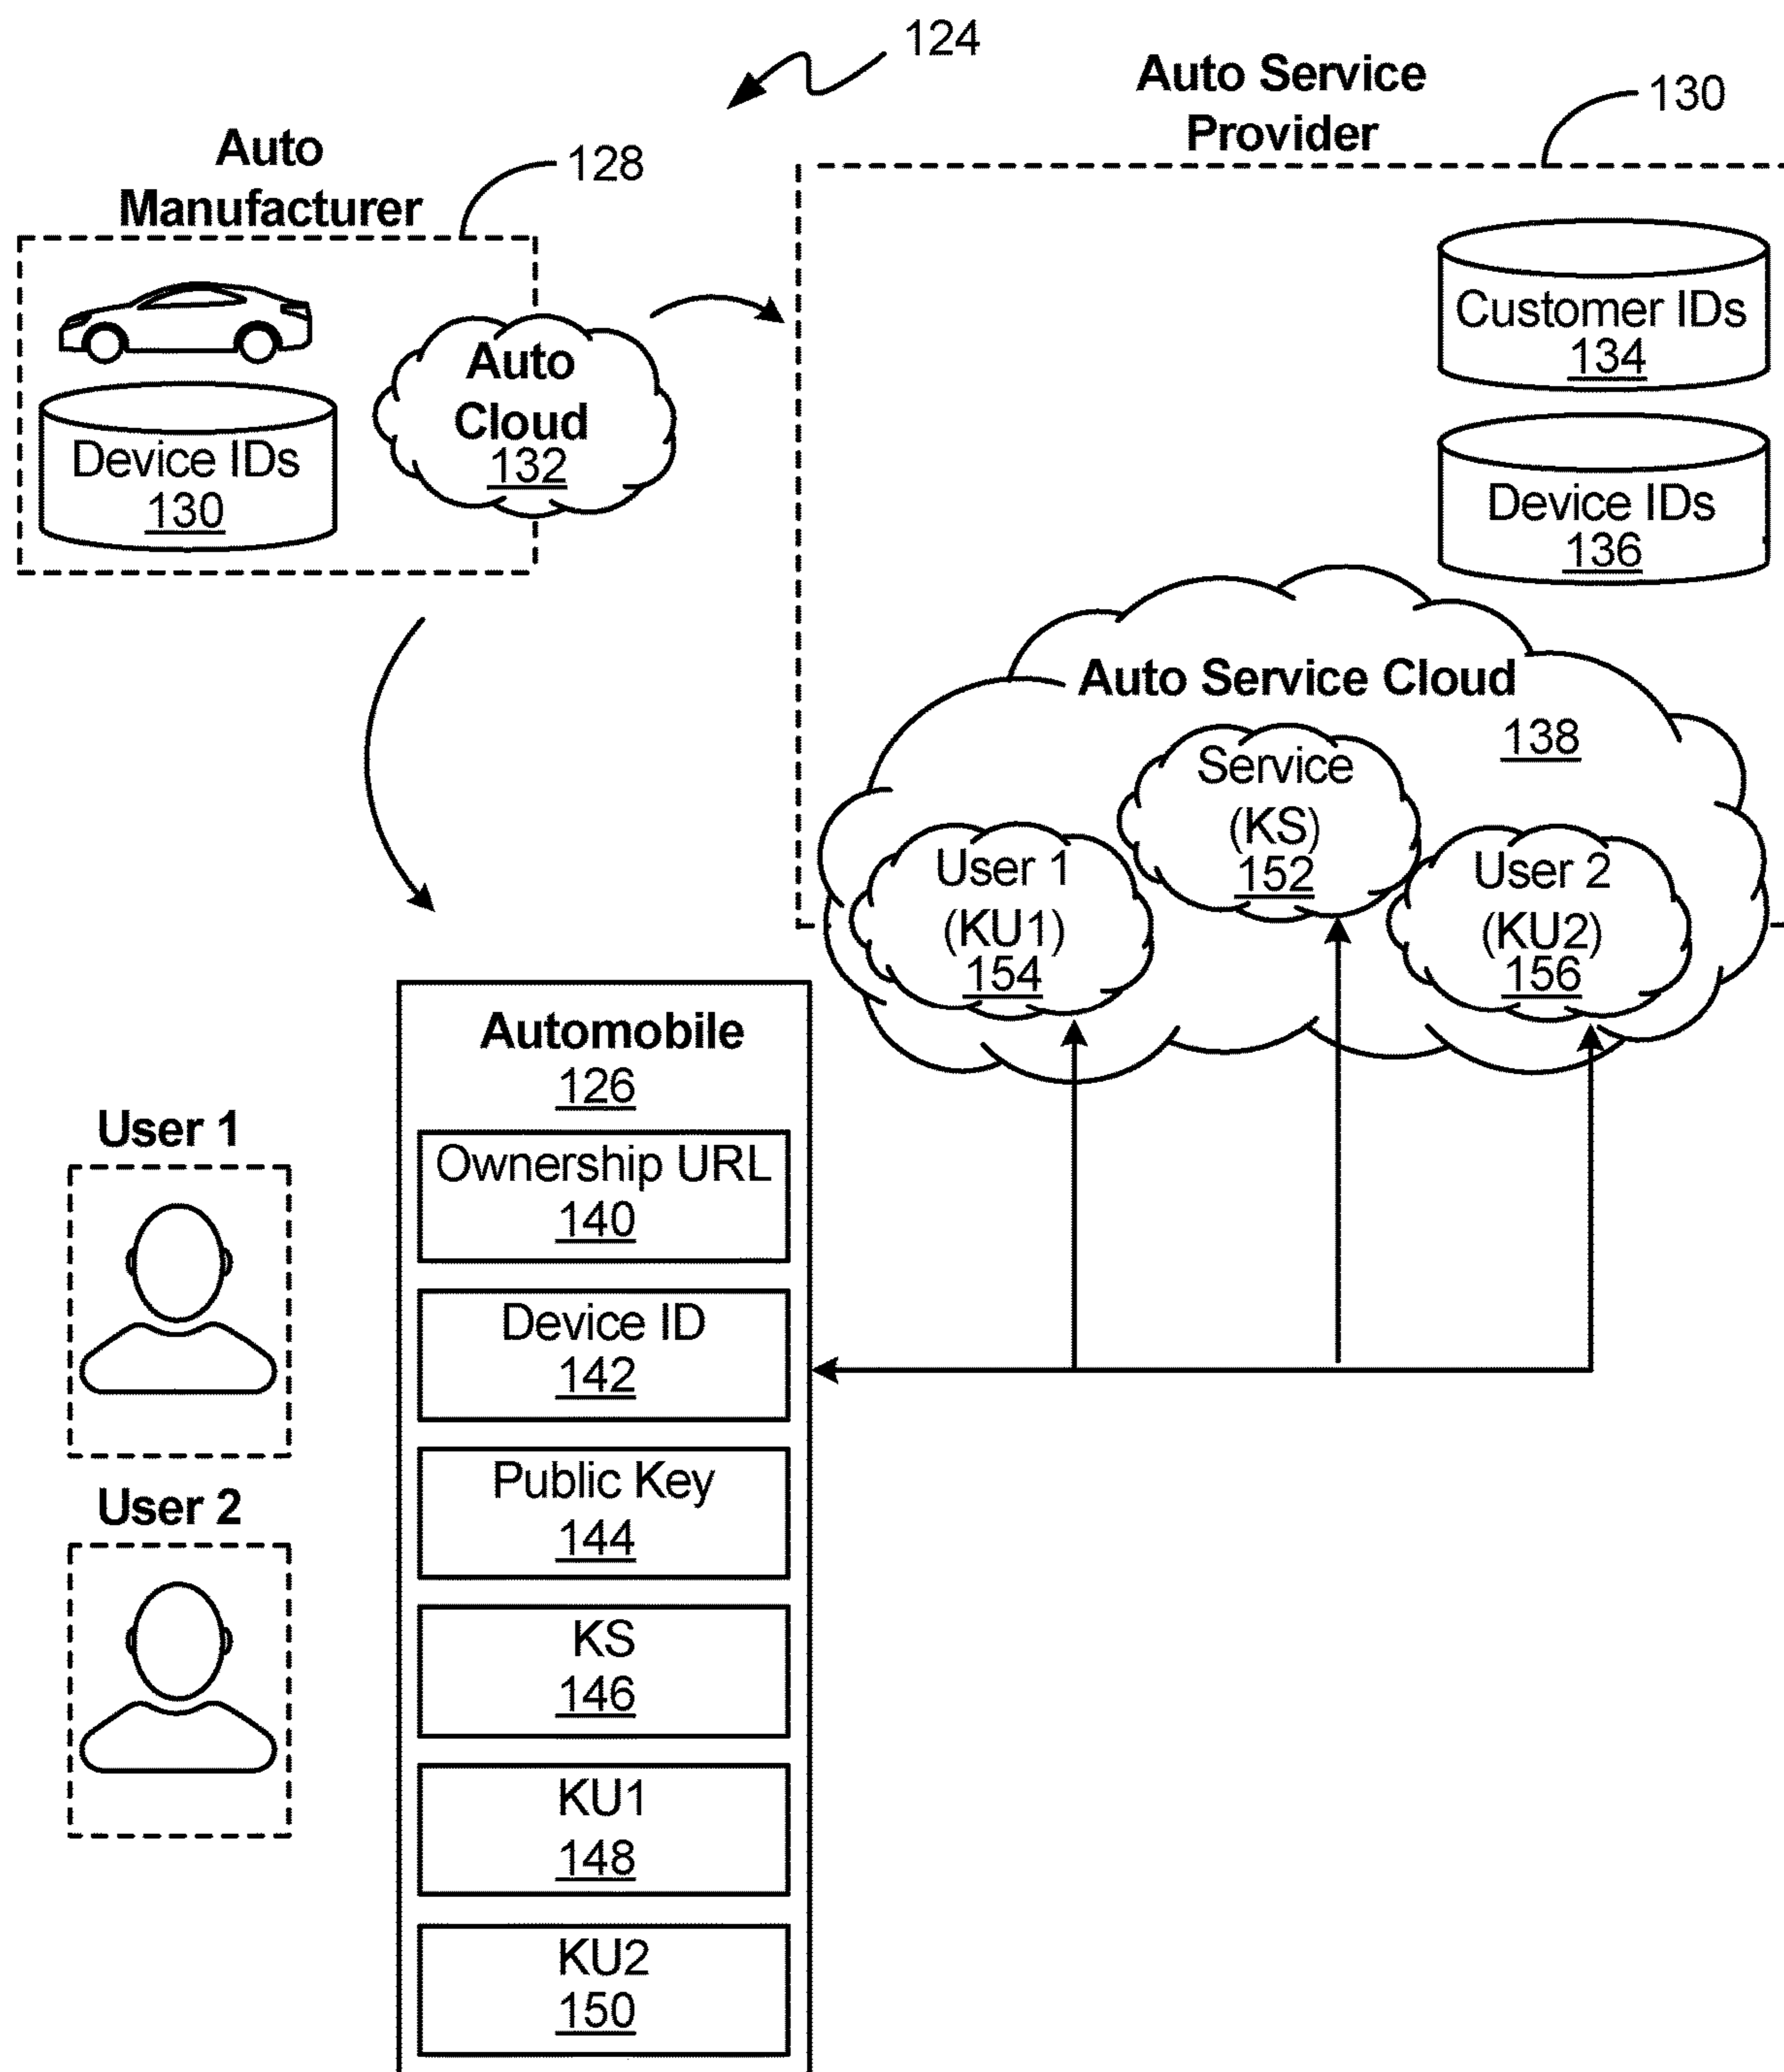 124
Auto
Manufacturer
128
Device IDs
130
Auto
Cloud
132
Auto Service
Provider
130
Customer IDs
134
Device IDs
136
Auto Service Cloud
138
Service
(KS)
152
User 1
(KU1)
154
User 2
(KU2)
156
User 1
User 2
Automobile
126
Ownership URL
140
Device ID
142
Public Key
144
KS
146
KU1
148
KU2
150